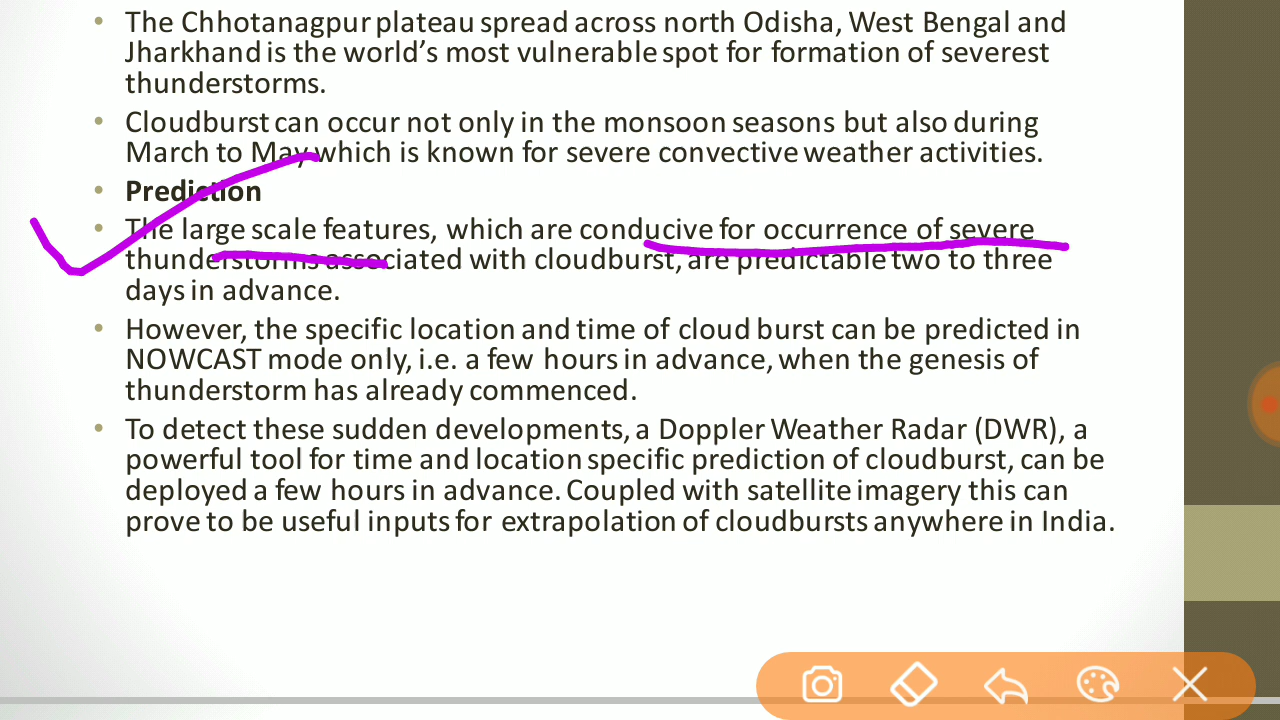 The Chhotanagpur plateau spread across north Odisha, West Bengal and
Jharkhand is the world’s most vulnerable spot for formation of severest
thunderstorms.
Cloudburst can occur not only in the monsoon seasons but also during
March to May which is known for severe convective weather activities.
Prediction
The large scale features, which are conducive for occurrence of severe
thunderstorms associated with cloudburst, are predictable two to three
days in advance.
However, the specific location and time of cloud burst can be predicted in
NOWCAST mode only, i.e. a few hours in advance, when the genesis of
thunderstorm has already commenced.
To detect these sudden developments, a Doppler Weather Radar (DWR), a
powerful tool for time and location specific prediction of cloudburst, can be
deployed a few hours in advance. Coupled with satellite imagery this can
prove to be useful inputs for extrapolation of cloudbursts anywhere in India.